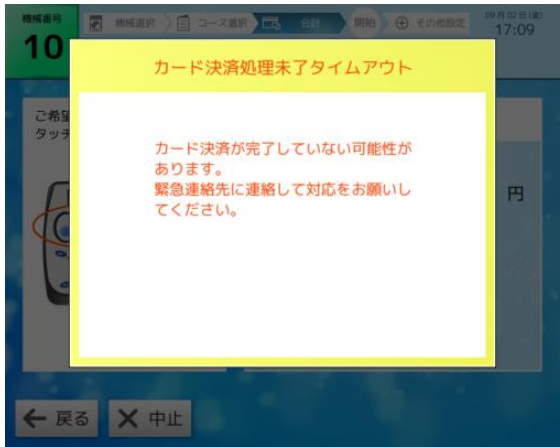 機械番号
10
機械選択
コース選択
会計
開始
その他設定
09月02日(金)
17:09
カード決済処理未了タイムアウト
ご希望
タッチ
カード決済が完了していない可能性が
あります。
緊急連絡先に連絡して対応をお願いし
てください。
円
戻る
中止